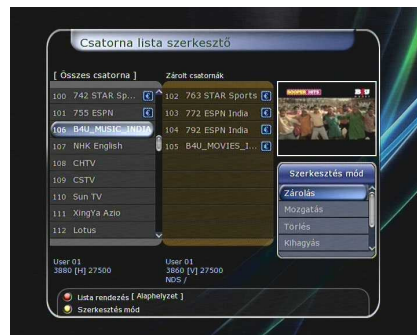 Csatorna lista szerkesztő
[ Összes csatorna ]
Zárolt csatornák
100 742 STAR Sp... €
101 755 ESPN €
106 B4U_MUSIC_INDIA
107 NHK English
108 CHTV
109 CSTV
110 Sun TV
111 XingYa Azio
112 Lotus
102 763 STAR Sports €
103 772 ESPN India €
104 792 ESPN India €
105 B4U_MOVIES_I... €
HITS
B4U
Szerkesztés mód
Zárolás
Mozgatás
Törlés
Kihagyás
User 01
3880 [H] 27500
User 01
3860 [V] 27500
NDS /
Lista rendezés [ Alaphelyzet ]
Szerkesztés mód